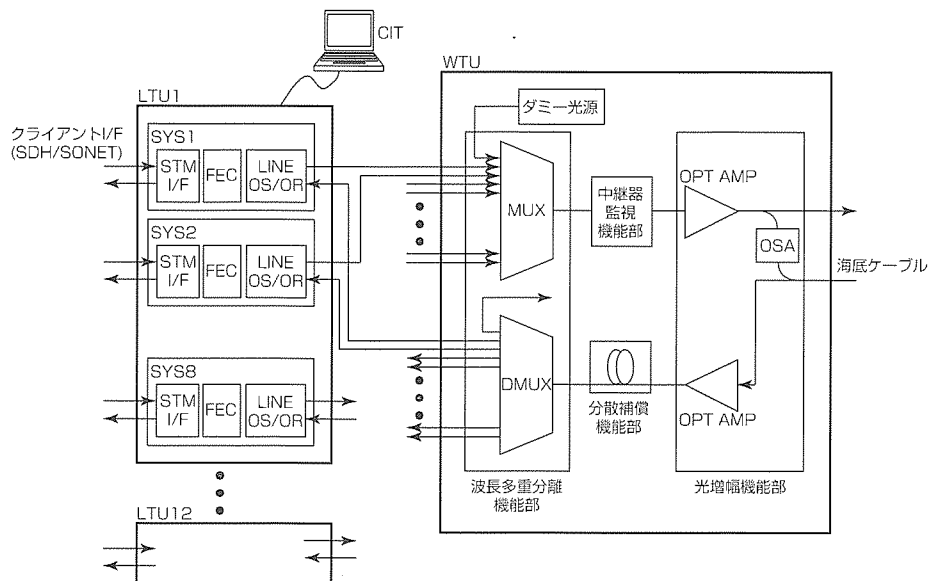 CIT
WTU
LTU1
ダミー光源
クライアントI/F
(SDH/SONET)
SYS1
STM
I/F
FEC
LINE
OS/OR
SYS2
STM
I/F
FEC
LINE
OS/OR
SYS8
STM
I/F
FEC
LINE
OS/OR
MUX
中継器
監視
機能部
OPT AMP
OSA
海底ケーブル
DMUX
分散補償
機能部
OPT AMP
波長多重分離
機能部
光増幅機能部
LTU12